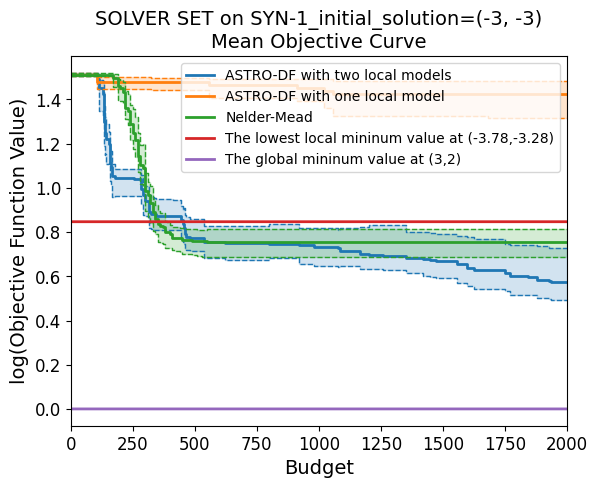 SOLVER SET on SYN-1_initial_solution=(-3, -3)
Mean Objective Curve
ASTRO-DF with two local models
ASTRO-DF with one local model
Nelder-Mead
The lowest local mininum value at (-3.78,-3.28)
The global mininum value at (3,2)
log(Objective Function Value)
1.4
1.2
1.0
0.8
0.6
0.4
0.2
0.0
0 250 500 750 1000 1250 1500 1750 2000
Budget